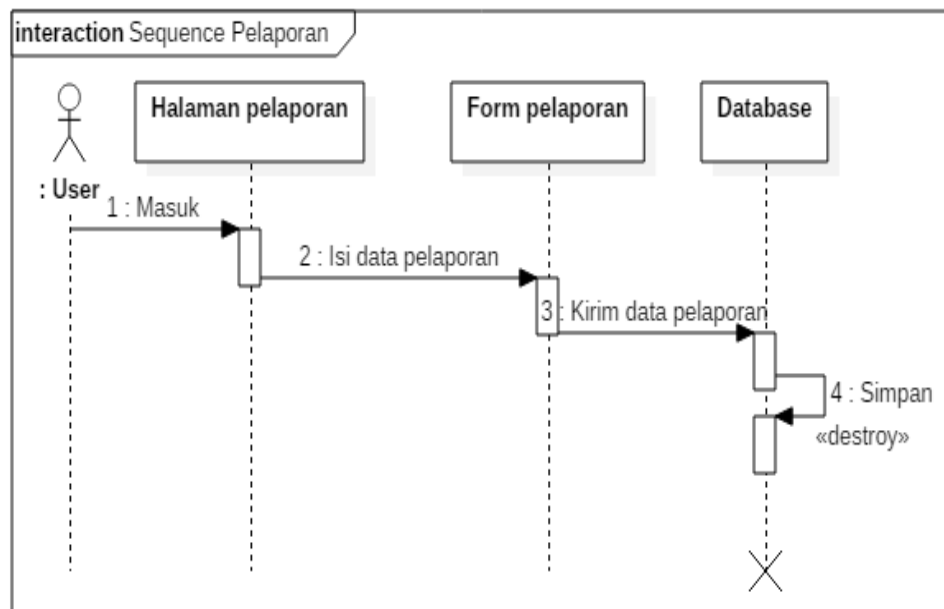 interaction Sequence Pelaporan
Halaman pelaporan
Form pelaporan
Database
: User
1 : Masuk
2 : Isi data pelaporan
3 : Kirim data pelaporan
4 : Simpan
«destroy»